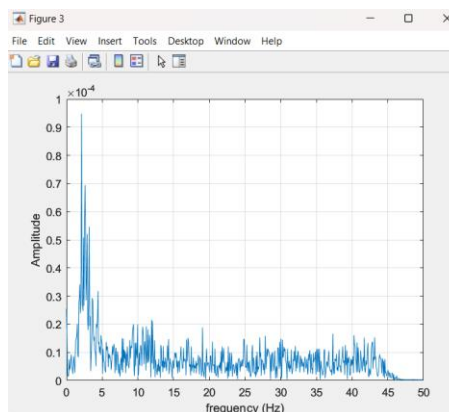 Figure 3
File Edit View Insert Tools Desktop Window Help
×10⁻⁴
1
0.9
0.8
0.7
0.6
0.5
0.4
0.3
0.2
0.1
0
Amplitude
0 5 10 15 20 25 30 35 40 45 50
frequency (Hz)